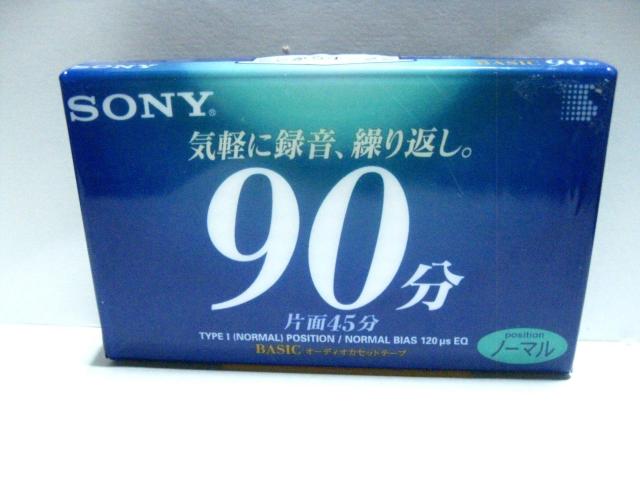 SONY
BASIC 90
SONY®
気軽に録音、繰り返し。
90分
片面45分
TYPE I (NORMAL) POSITION / NORMAL BIAS 120 μs EQ
BASIC オーディオカセットテープ
position
ノーマル